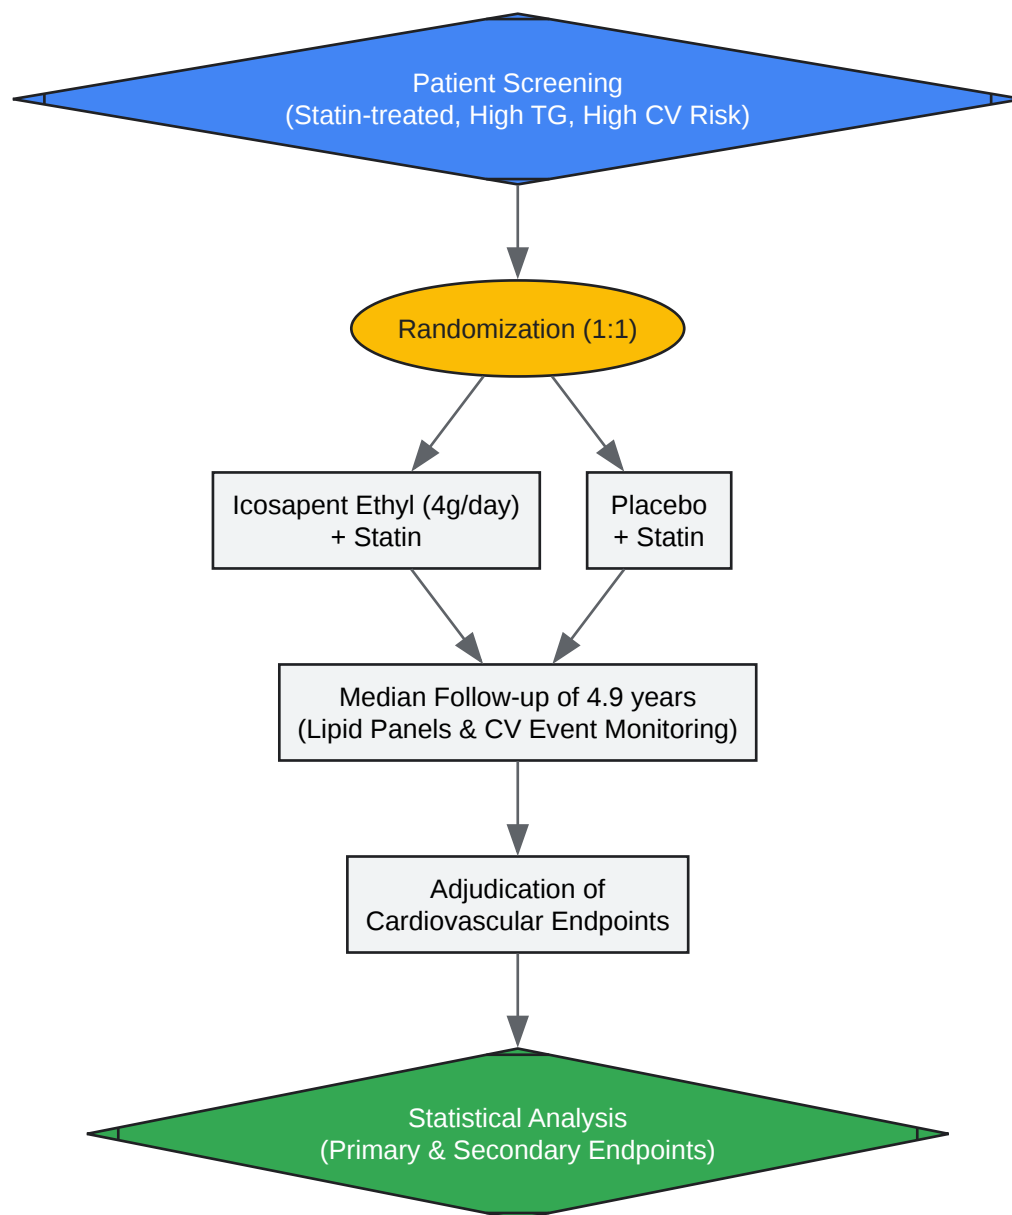 Patient Screening
(Statin-treated, High TG, High CV Risk)
Randomization (1:1)
Icosapent Ethyl (4g/day)
+ Statin
Placebo
+ Statin
Median Follow-up of 4.9 years
(Lipid Panels & CV Event Monitoring)
Adjudication of
Cardiovascular Endpoints
Statistical Analysis
(Primary & Secondary Endpoints)